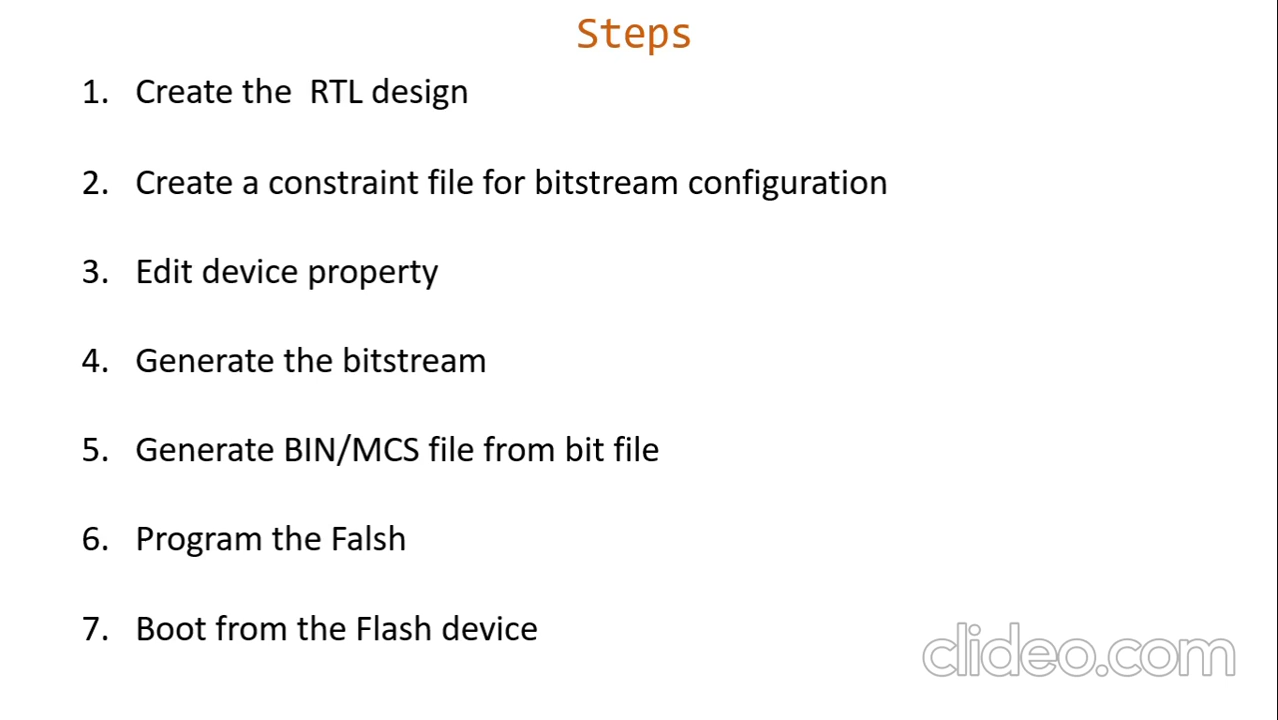 Steps
1. Create the RTL design
2. Create a constraint file for bitstream configuration
3. Edit device property
4. Generate the bitstream
5. Generate BIN/MCS file from bit file
6. Program the Falsh
7. Boot from the Flash device
clideo.com